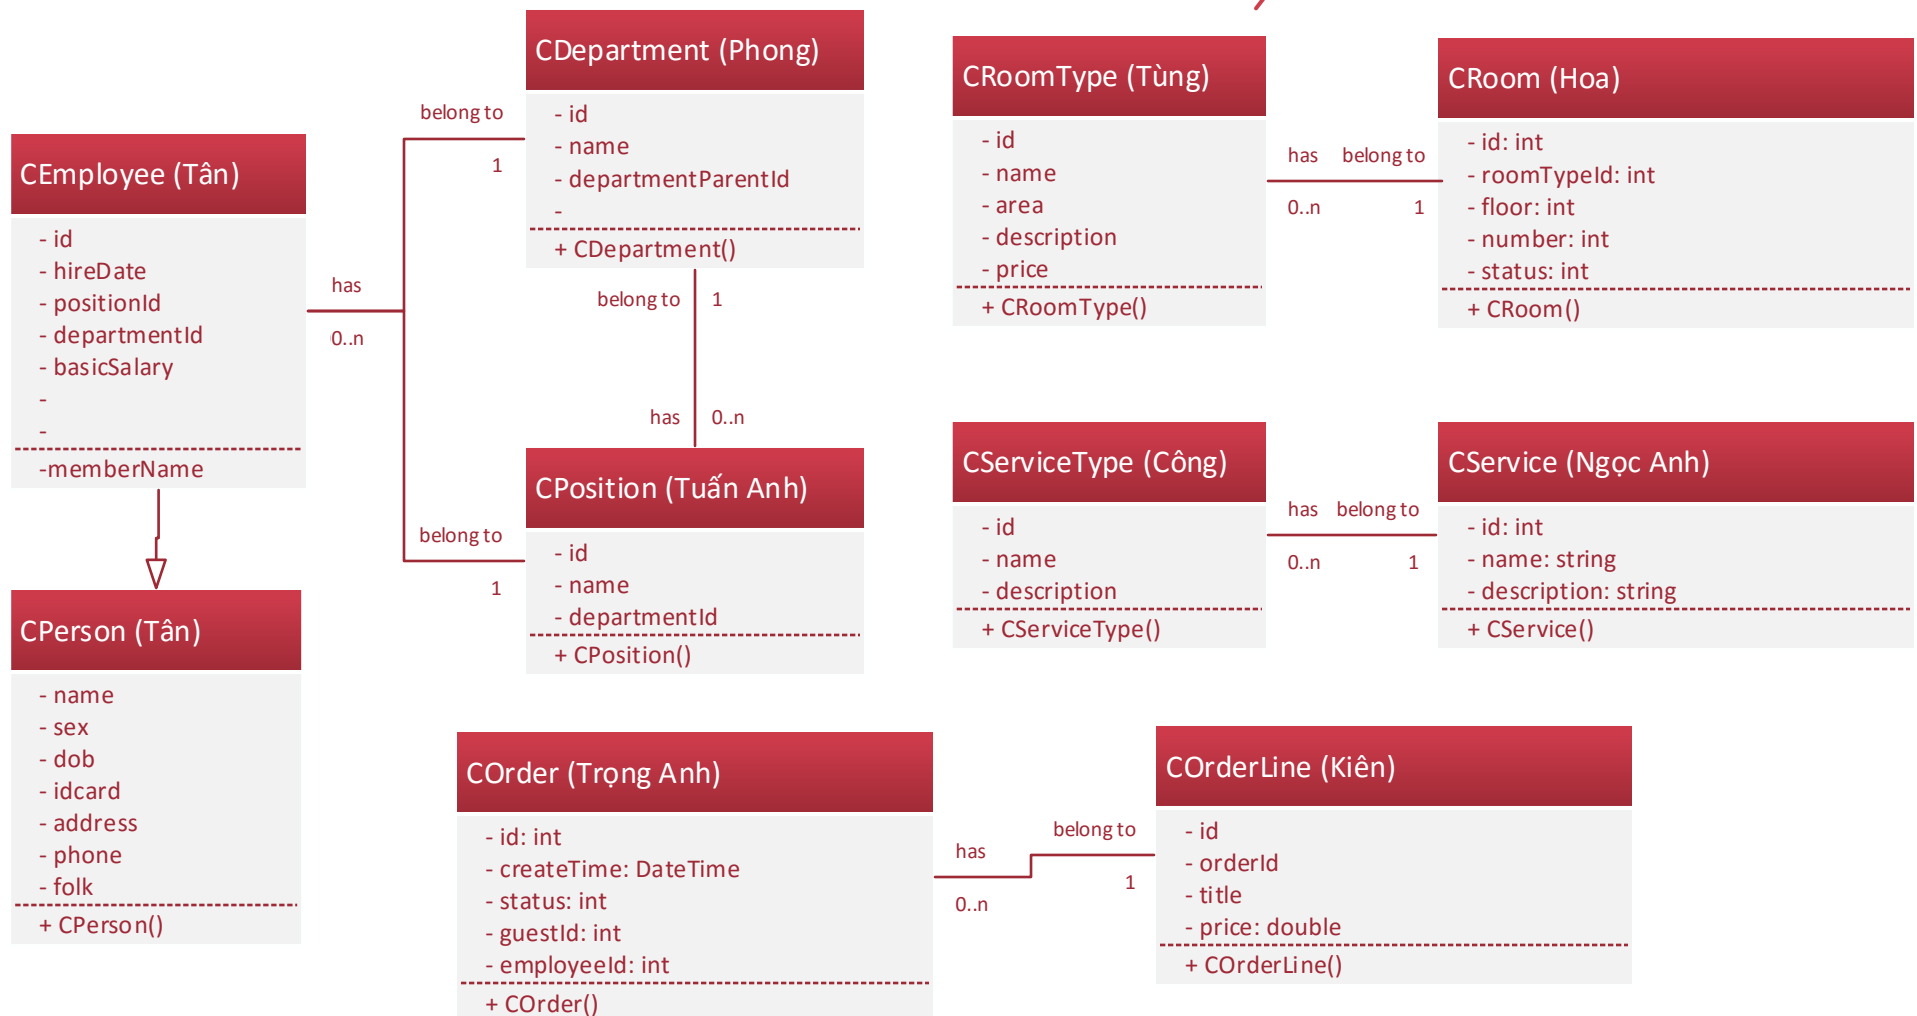 CDepartment (Phong)
- id
- name
- departmentParentId
-
+ CDepartment()
belong to
1
CEmployee (Tân)
- id
- hireDate
- positionId
- departmentId
- basicSalary
-
-
-memberName
has
0..n
belong to
1
has
0..n
CPosition (Tuấn Anh)
- id
- name
- departmentId
+ CPosition()
belong to
1
CPerson (Tân)
- name
- sex
- dob
- idcard
- address
- phone
- folk
+ CPerson()
CRoomType (Tùng)
- id
- name
- area
- description
- price
+ CRoomType()
has belong to
0..n 1
CRoom (Hoa)
- id: int
- roomTypeId: int
- floor: int
- number: int
- status: int
+ CRoom()
CServiceType (Công)
- id
- name
- description
+ CServiceType()
has belong to
0..n 1
CService (Ngọc Anh)
- id: int
- name: string
- description: string
+ CService()
COrder (Trọng Anh)
- id: int
- createTime: DateTime
- status: int
- guestId: int
- employeeId: int
+ COrder()
has
0..n
belong to
1
COrderLine (Kiên)
- id
- orderId
- title
- price: double
+ COrderLine()